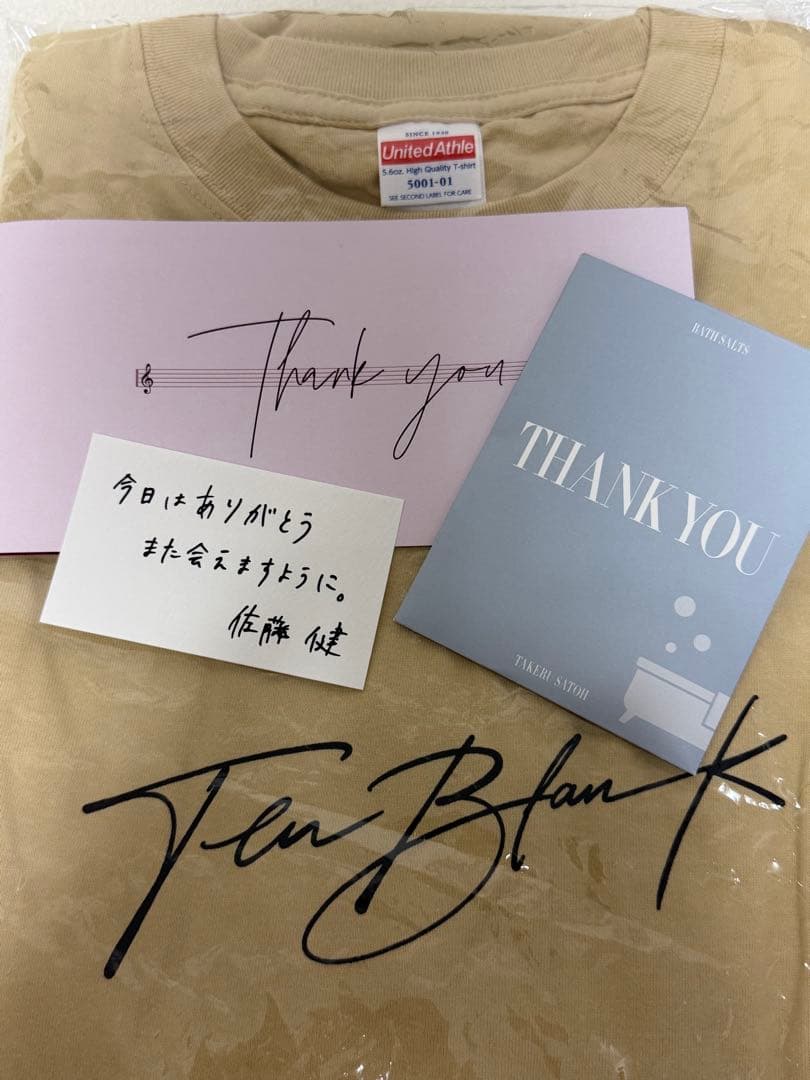 SINCE 1930
United Athle
5.6oz. High Quality T-shirt
5001-01
SEE SECOND LABEL FOR CARE
Thank you
BATH SALTS
THANK YOU
TAKERU SATOH
今日はありがとう
また会えますように。
佐藤 健
Ten Blank